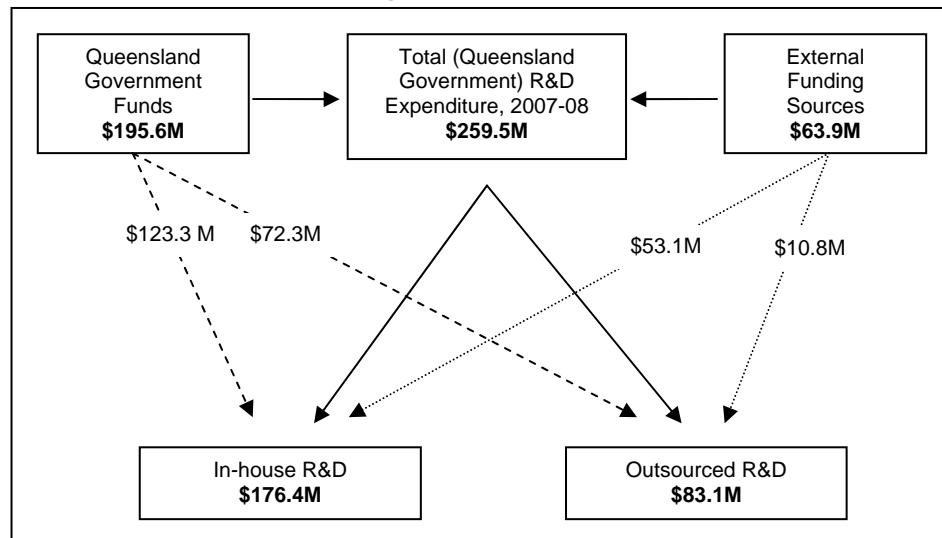 Queensland
Government
Funds
$195.6M
Total (Queensland
Government) R&D
Expenditure, 2007-08
$259.5M
External
Funding
Sources
$63.9M
$123.3 M
$72.3M
$53.1M
$10.8M
In-house R&D
$176.4M
Outsourced R&D
$83.1M